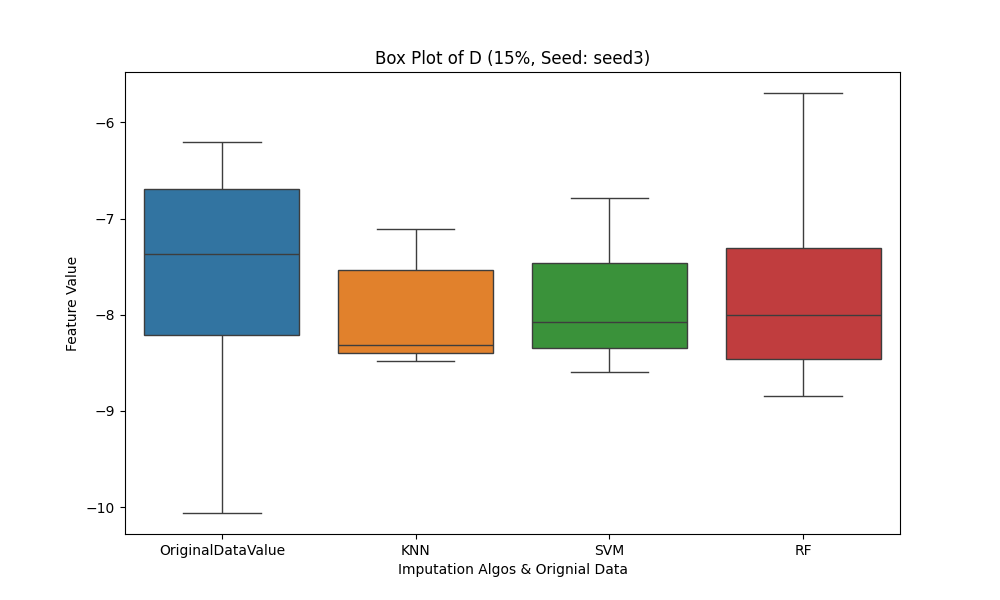 Box Plot of D (15%, Seed: seed3)
Feature Value
−6
−7
−8
−9
−10
OriginalDataValue
KNN
SVM
RF
Imputation Algos & Orignial Data